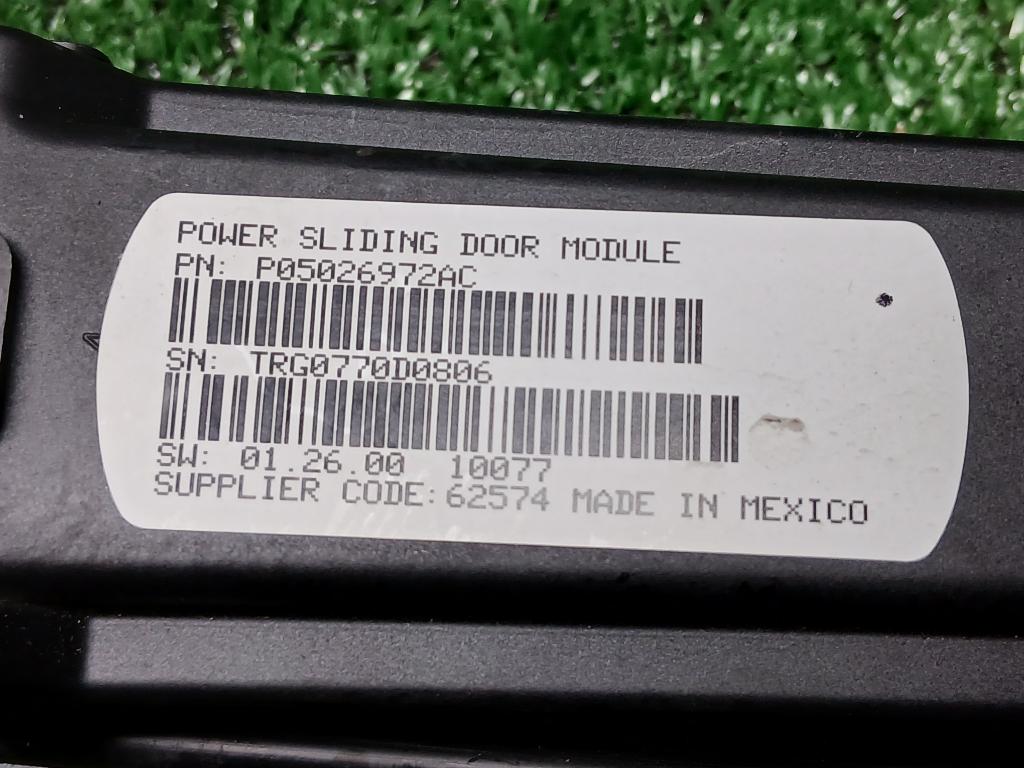 POWER SLIDING DOOR MODULE
PN: P05026972AC
SN: TRG0770D0806
SW: 01.26.00 10077
SUPPLIER CODE: 62574 MADE IN MEXICO